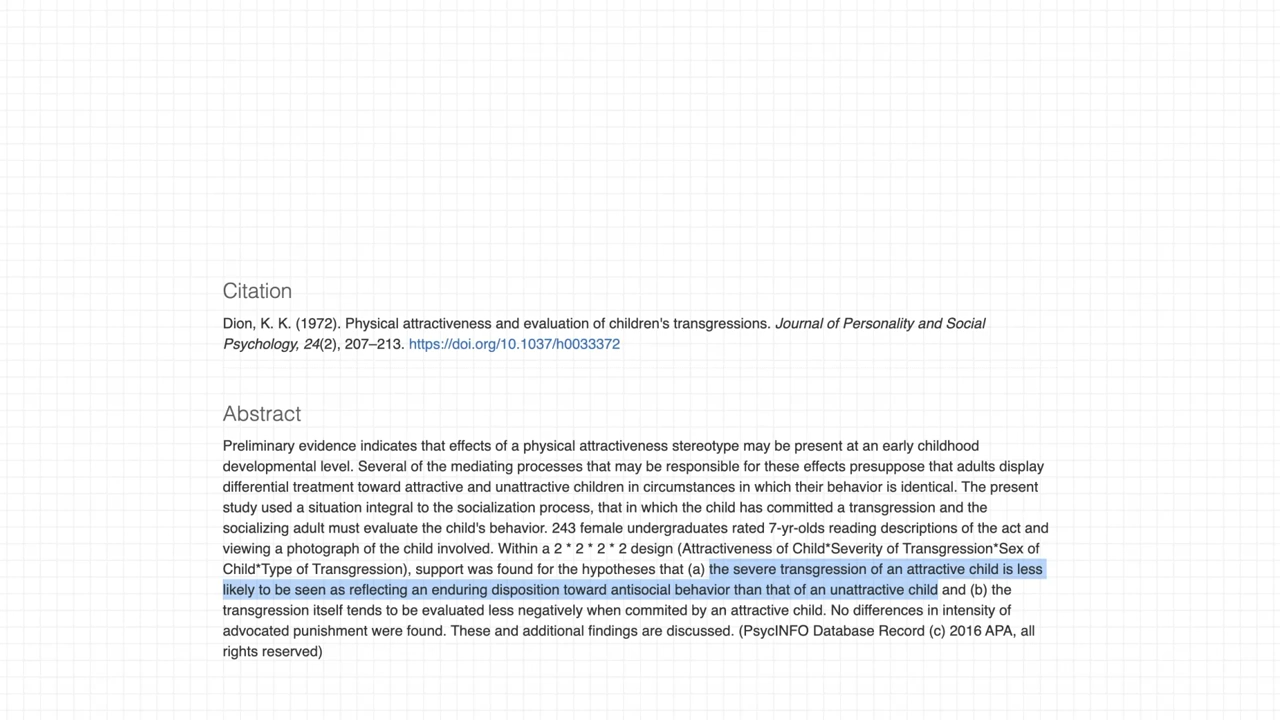 Citation
Dion, K. K. (1972). Physical attractiveness and evaluation of children's transgressions. Journal of Personality and Social
Psychology, 24(2), 207–213. https://doi.org/10.1037/h0033372
Abstract
Preliminary evidence indicates that effects of a physical attractiveness stereotype may be present at an early childhood
developmental level. Several of the mediating processes that may be responsible for these effects presuppose that adults display
differential treatment toward attractive and unattractive children in circumstances in which their behavior is identical. The present
study used a situation integral to the socialization process, that in which the child has committed a transgression and the
socializing adult must evaluate the child's behavior. 243 female undergraduates rated 7-yr-olds reading descriptions of the act and
viewing a photograph of the child involved. Within a 2 * 2 * 2 * 2 design (Attractiveness of Child*Severity of Transgression*Sex of
Child*Type of Transgression), support was found for the hypotheses that (a) the severe transgression of an attractive child is less
likely to be seen as reflecting an enduring disposition toward antisocial behavior than that of an unattractive child and (b) the
transgression itself tends to be evaluated less negatively when commited by an attractive child. No differences in intensity of
advocated punishment were found. These and additional findings are discussed. (PsycINFO Database Record (c) 2016 APA, all
rights reserved)